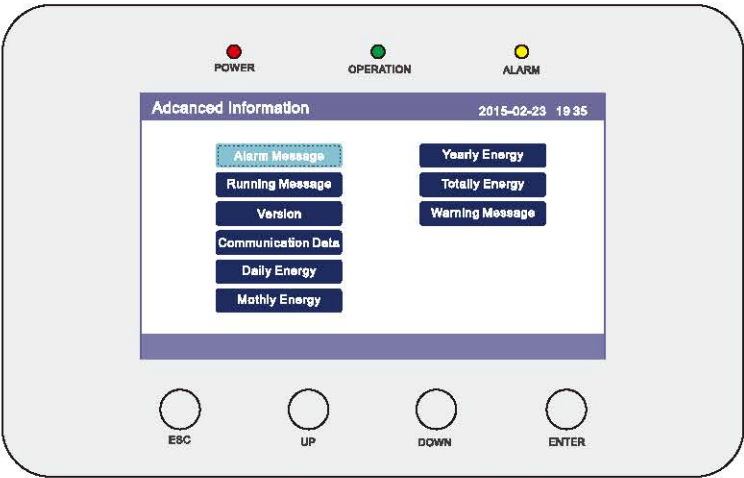 POWER
OPERATION
ALARM
Adcanced Information
2015-02-23 19 35
Alarm Message
Running Message
Version
Communication Data
Daily Energy
Mothly Energy
Yearly Energy
Totally Energy
Warning Message
ESC
UP
DOWN
ENTER